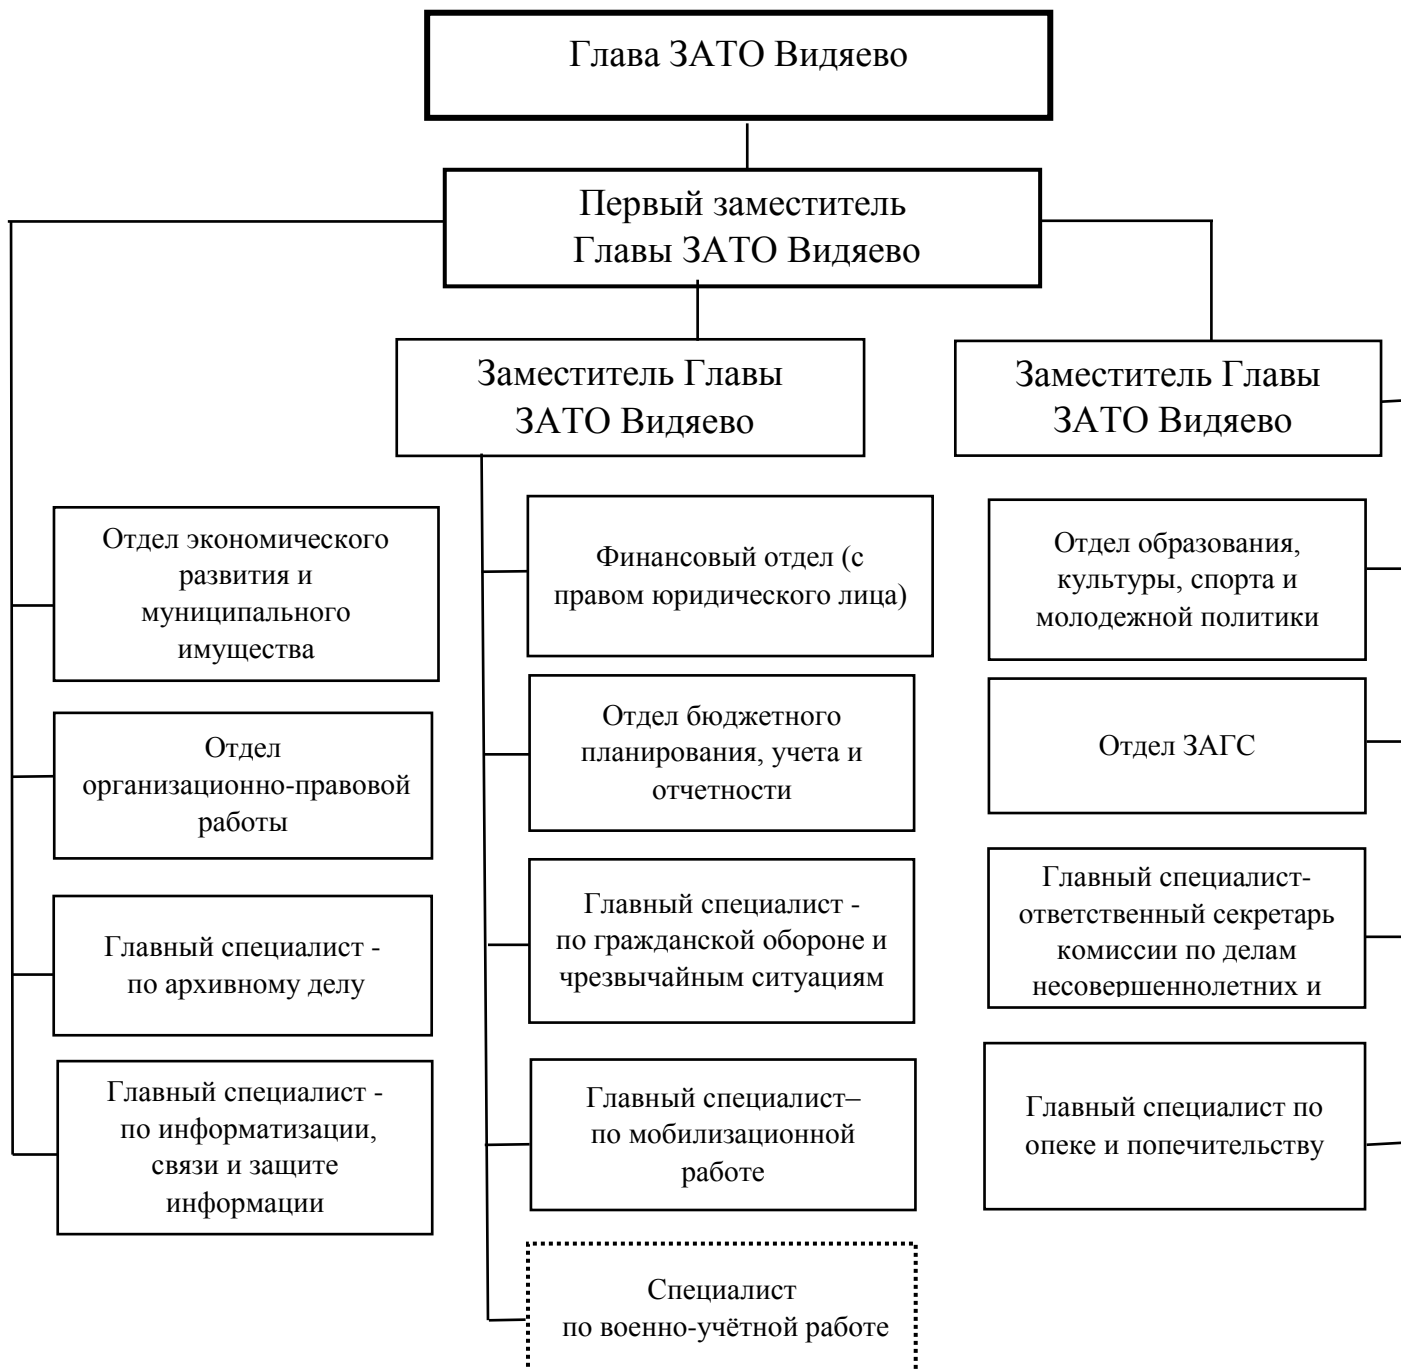 Глава ЗАТО Видяево
Первый заместитель
Главы ЗАТО Видяево
Заместитель Главы
ЗАТО Видяево
Заместитель Главы
ЗАТО Видяево
Отдел экономического
развития и
муниципального
имущества
Отдел
организационно-правовой
работы
Главный специалист -
по архивному делу
Главный специалист -
по информатизации,
связи и защите
информации
Финансовый отдел (с
правом юридического лица)
Отдел бюджетного
планирования, учета и
отчетности
Главный специалист -
по гражданской обороне и
чрезвычайным ситуациям
Главный специалист–
по мобилизационной
работе
Специалист
по военно-учётной работе
Отдел образования,
культуры, спорта и
молодежной политики
Отдел ЗАГС
Главный специалист-
ответственный секретарь
комиссии по делам
несовершеннолетних и
Главный специалист по
опеке и попечительству